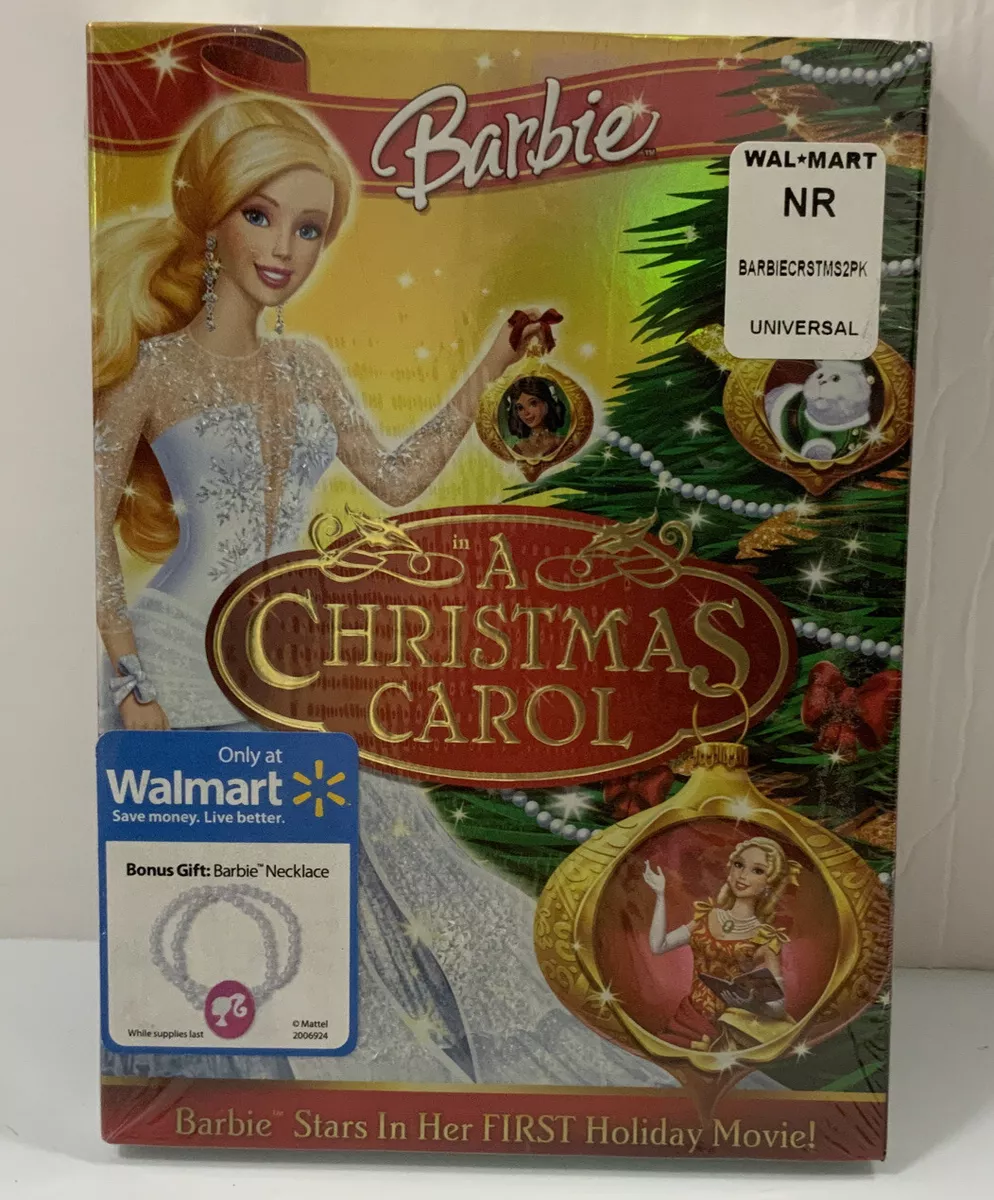 Barbie™
WAL★MART
NR
BARBIECRSTMS2PK
UNIVERSAL
in
A
CHRISTMAS
CAROL
Only at
Walmart
Save money. Live better.
Bonus Gift: Barbie™ Necklace
While supplies last
© Mattel
2006924
Barbie™ Stars In Her FIRST Holiday Movie!